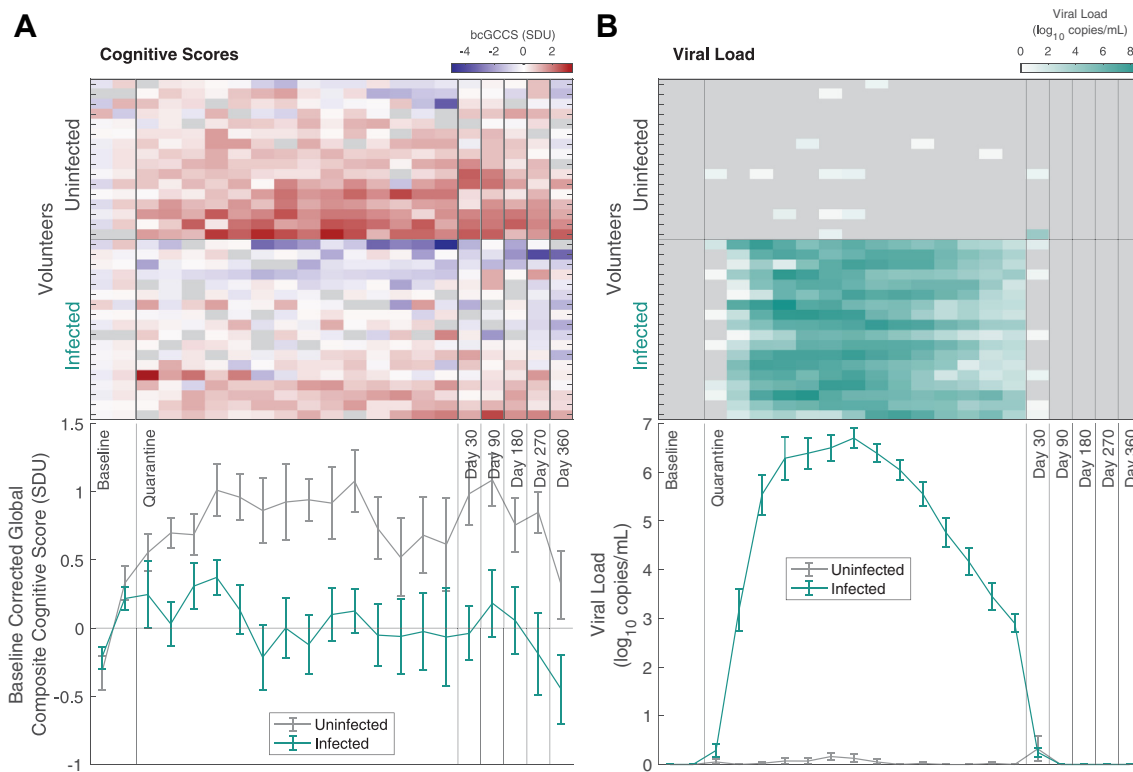 A
Cognitive Scores
bcGCCS (SDU)
-4 -2 0 2
Volunteers
Uninfected
Infected
1.5
1
0.5
0
-0.5
-1
Baseline Corrected Global
Composite Cognitive Score (SDU)
Baseline
Quarantine
Day 30
Day 90
Day 180
Day 270
Day 360
Uninfected
Infected
B
Viral Load
Viral Load
(log10 copies/mL)
0 2 4 6 8
Volunteers
Uninfected
Infected
7
6
5
4
3
2
1
0
Viral Load
(log10 copies/mL)
Baseline
Quarantine
Day 30
Day 90
Day 180
Day 270
Day 360
Uninfected
Infected